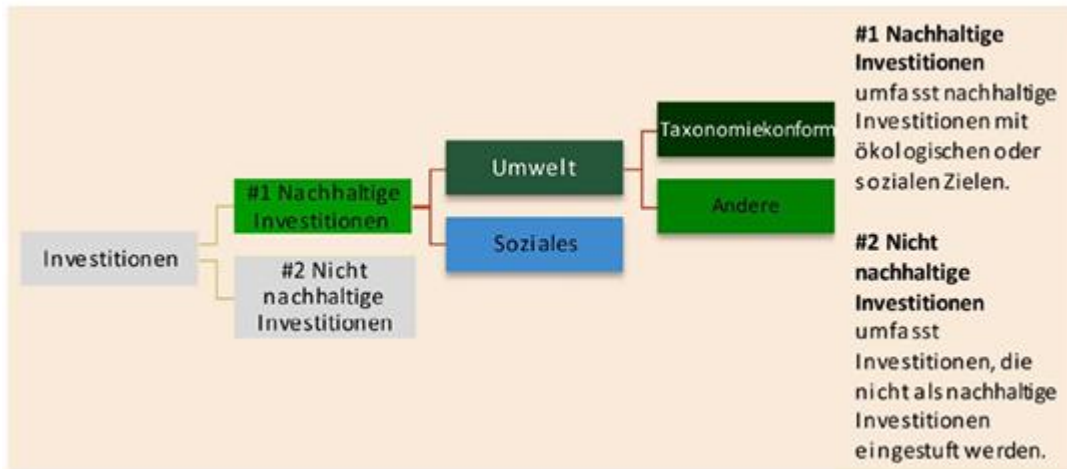 Investitionen
#1 Nachhaltige
Investitionen
#2 Nicht
nachhaltige
Investitionen
Umwelt
Soziales
Taxonomiekonform
Andere
#1 Nachhaltige
Investitionen
umfasst nachhaltige
Investitionen mit
ökologischen oder
sozialen Zielen.
#2 Nicht
nachhaltige
Investitionen
umfasst
Investitionen, die
nicht als nachhaltige
Investitionen
eingestuft werden.